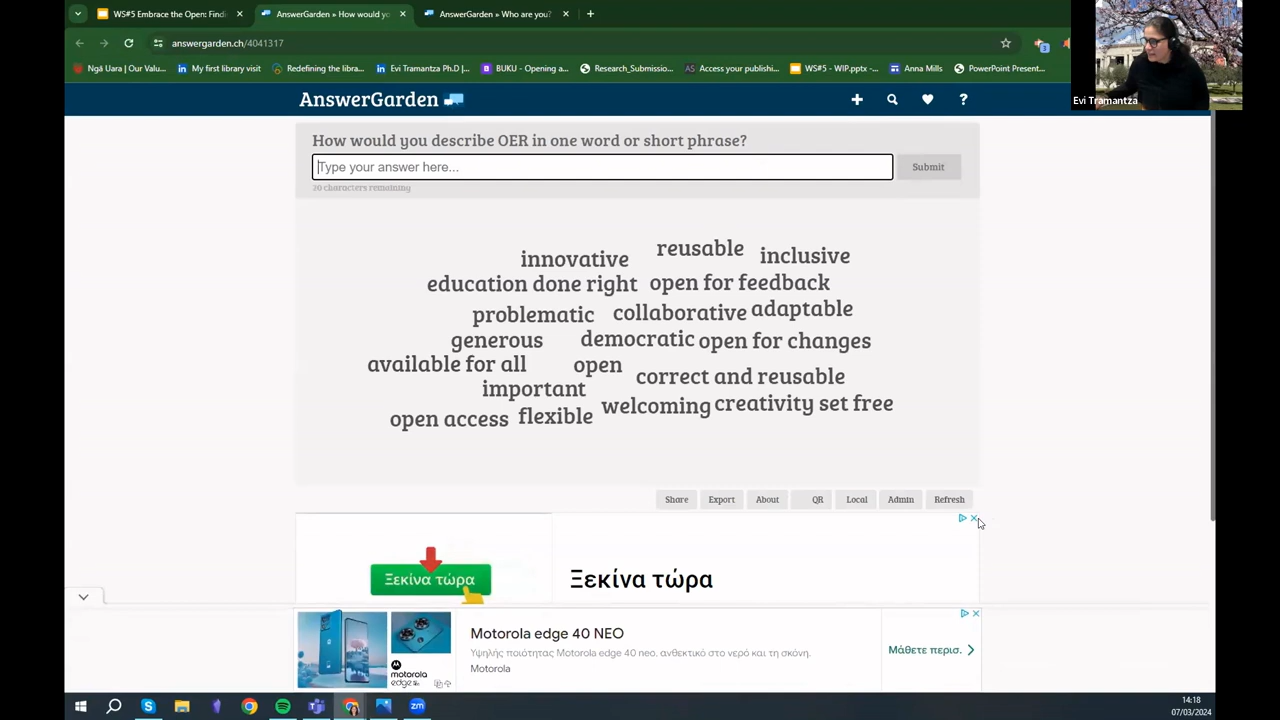 WS#5 Embrace the Open: Findi
AnswerGarden » How would yo
AnswerGarden » Who are you?
answergarden.ch/4041317
Ngā Uara | Our Valu...
My first library visit
Redefining the libra...
Evi Tramantza Ph.D |...
BUKU - Opening a...
Research_Submissio...
Access your publishi...
WS#5 - WIP.pptx -...
Anna Mills
PowerPoint Present...
Evi Tramantza
AnswerGarden
How would you describe OER in one word or short phrase?
Type your answer here...
Submit
20 characters remaining
innovative reusable inclusive
education done right open for feedback
problematic collaborative adaptable
generous democratic open for changes
available for all open
important correct and reusable
open access flexible welcoming creativity set free
Share Export About QR Local Admin Refresh
Ξεκίνα τώρα
Ξεκίνα τώρα
Motorola edge 40 NEO
Υψηλής ποιότητας Motorola edge 40 neo. ανθεκτικό στο νερό και τη σκόνη.
Motorola
Μάθετε περισ.
motorola
14:18
07/03/2024